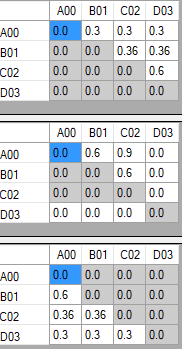 A00 B01 C02 D03
A00 0.0 0.3 0.3 0.3
B01 0.0 0.0 0.36 0.36
C02 0.0 0.0 0.0 0.6
D03 0.0 0.0 0.0 0.0
A00 B01 C02 D03
A00 0.0 0.6 0.9 0.0
B01 0.0 0.0 0.6 0.0
C02 0.0 0.0 0.0 0.0
D03 0.0 0.0 0.0 0.0
A00 B01 C02 D03
A00 0.0 0.0 0.0 0.0
B01 0.6 0.0 0.0 0.0
C02 0.36 0.36 0.0 0.0
D03 0.3 0.3 0.3 0.0